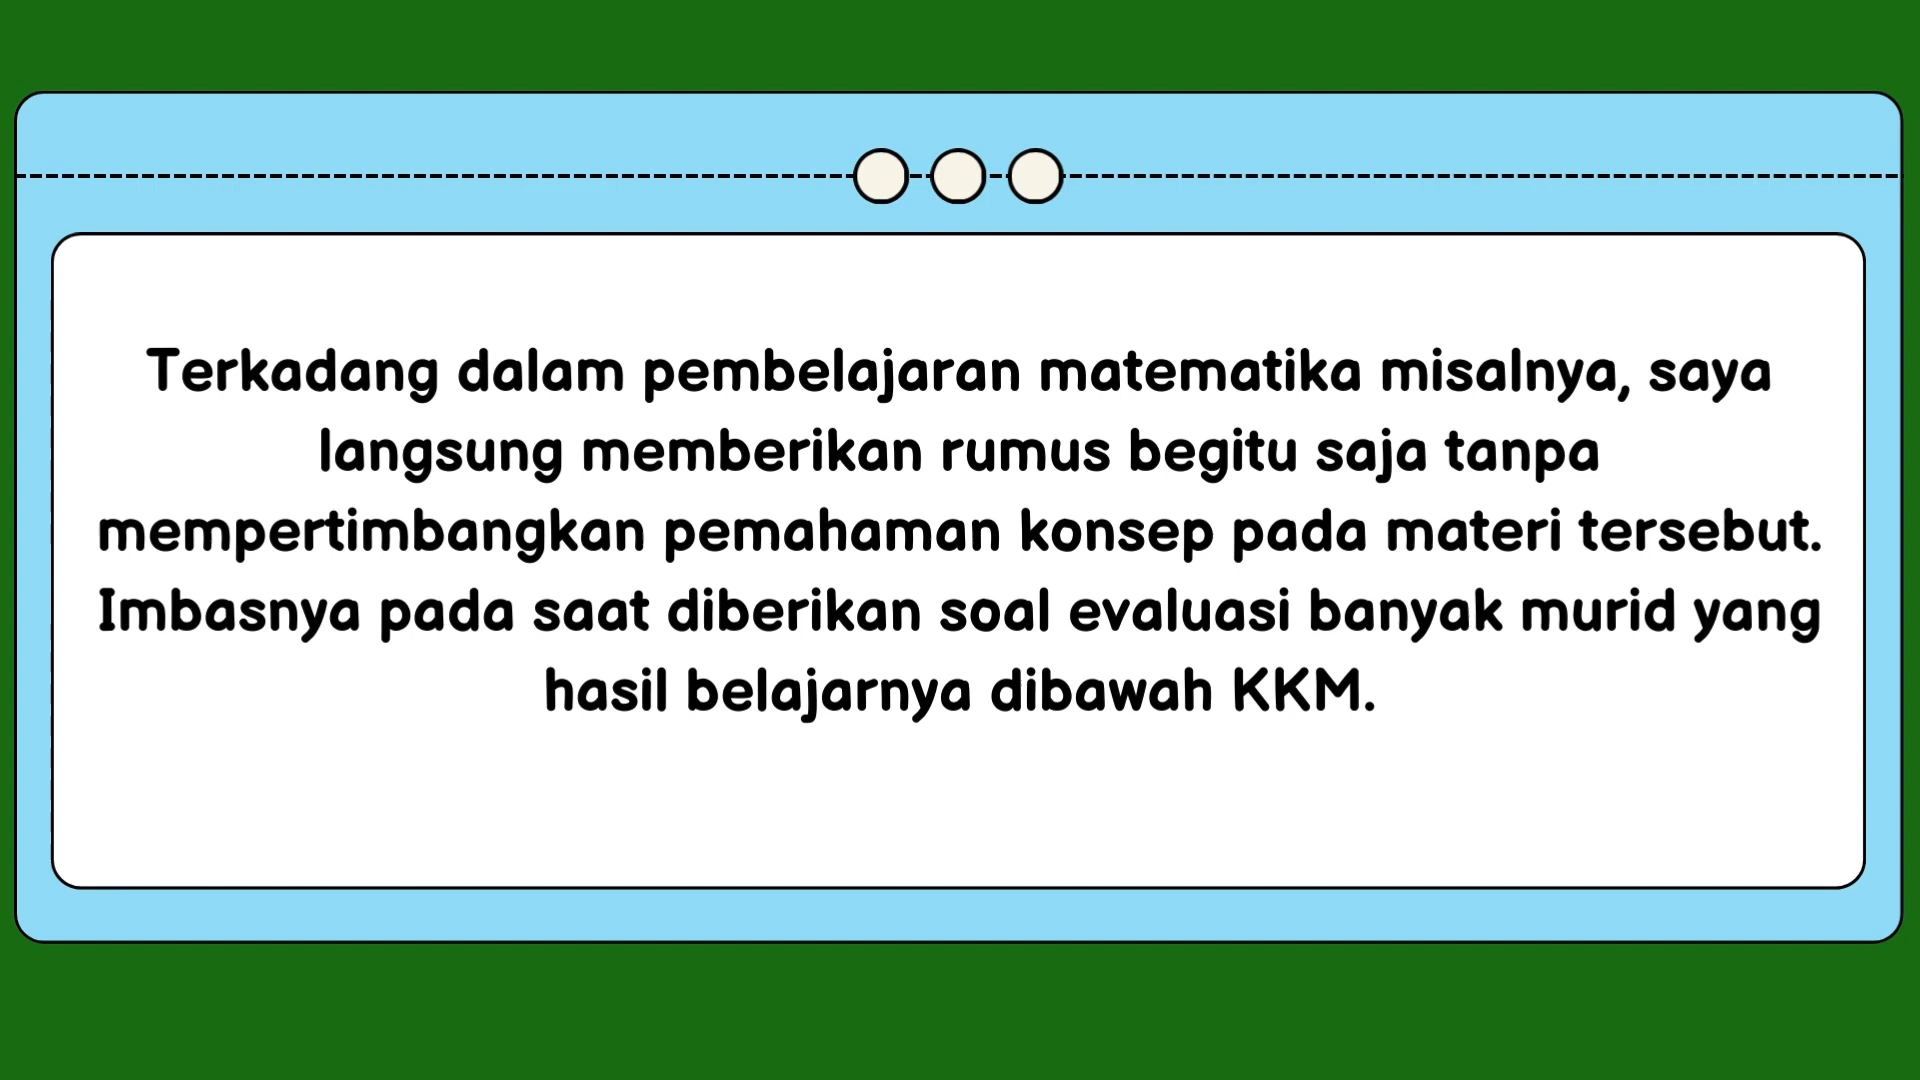 Terkadang dalam pembelajaran matematika misalnya, saya
langsung memberikan rumus begitu saja tanpa
mempertimbangkan pemahaman konsep pada materi tersebut.
Imbasnya pada saat diberikan soal evaluasi banyak murid yang
hasil belajarnya dibawah KKM.